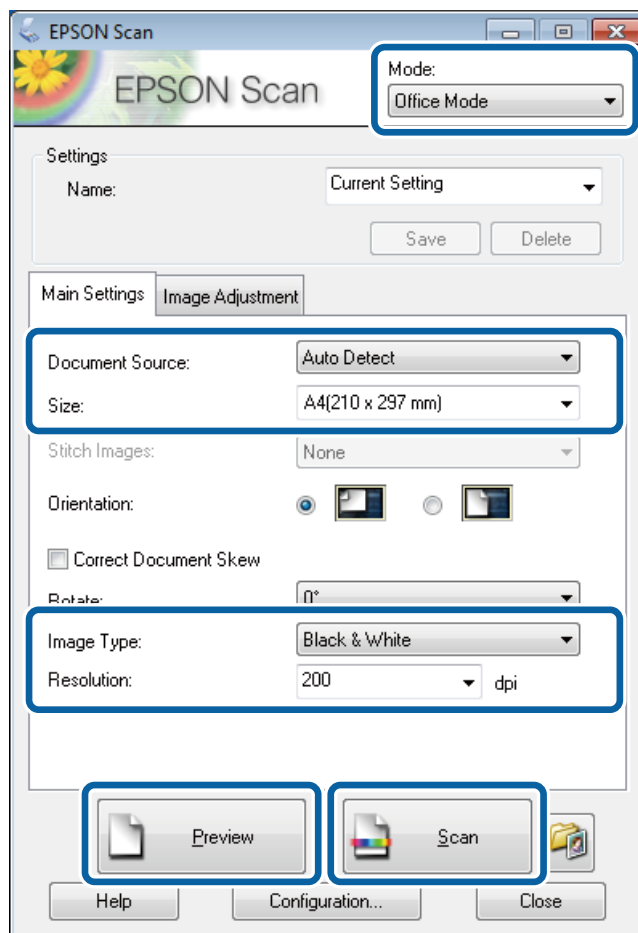 EPSON Scan
EPSON Scan
Mode:
Office Mode
Settings
Name: Current Setting
Save Delete
Main Settings Image Adjustment
Document Source: Auto Detect
Size: A4(210 x 297 mm)
Stitch Images: None
Orientation:
Correct Document Skew
Rotate: 0°
Image Type: Black & White
Resolution: 200 dpi
Preview Scan
Help Configuration... Close